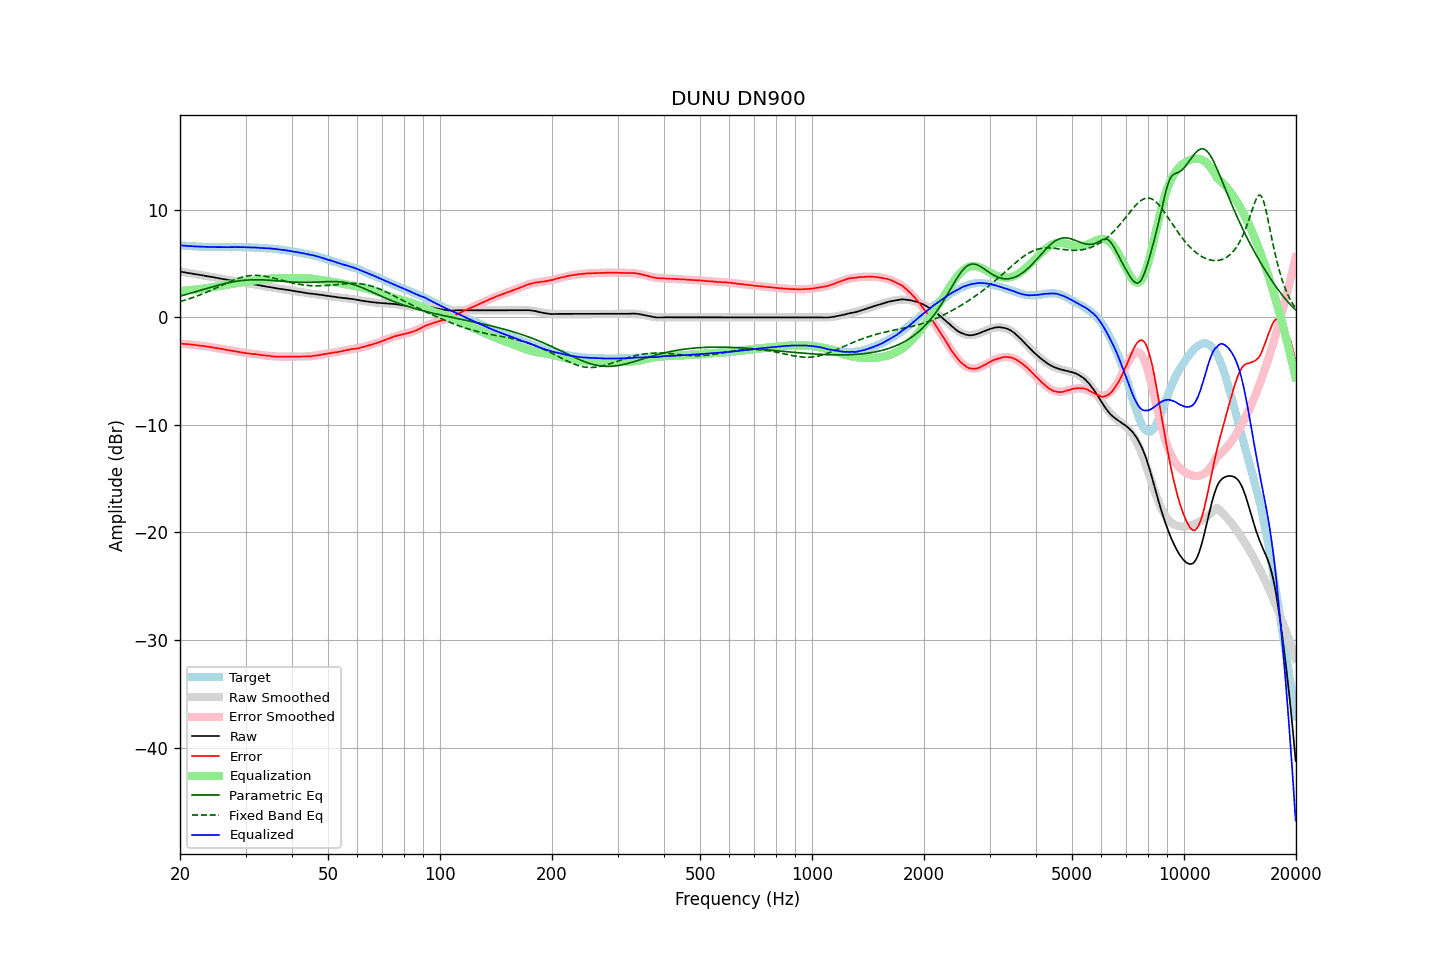 DUNU DN900
Amplitude (dBr)
10
0
−10
−20
−30
−40
Target
Raw Smoothed
Error Smoothed
Raw
Error
Equalization
Parametric Eq
Fixed Band Eq
Equalized
20 50 100 200 500 1000 2000 5000 10000 20000
Frequency (Hz)